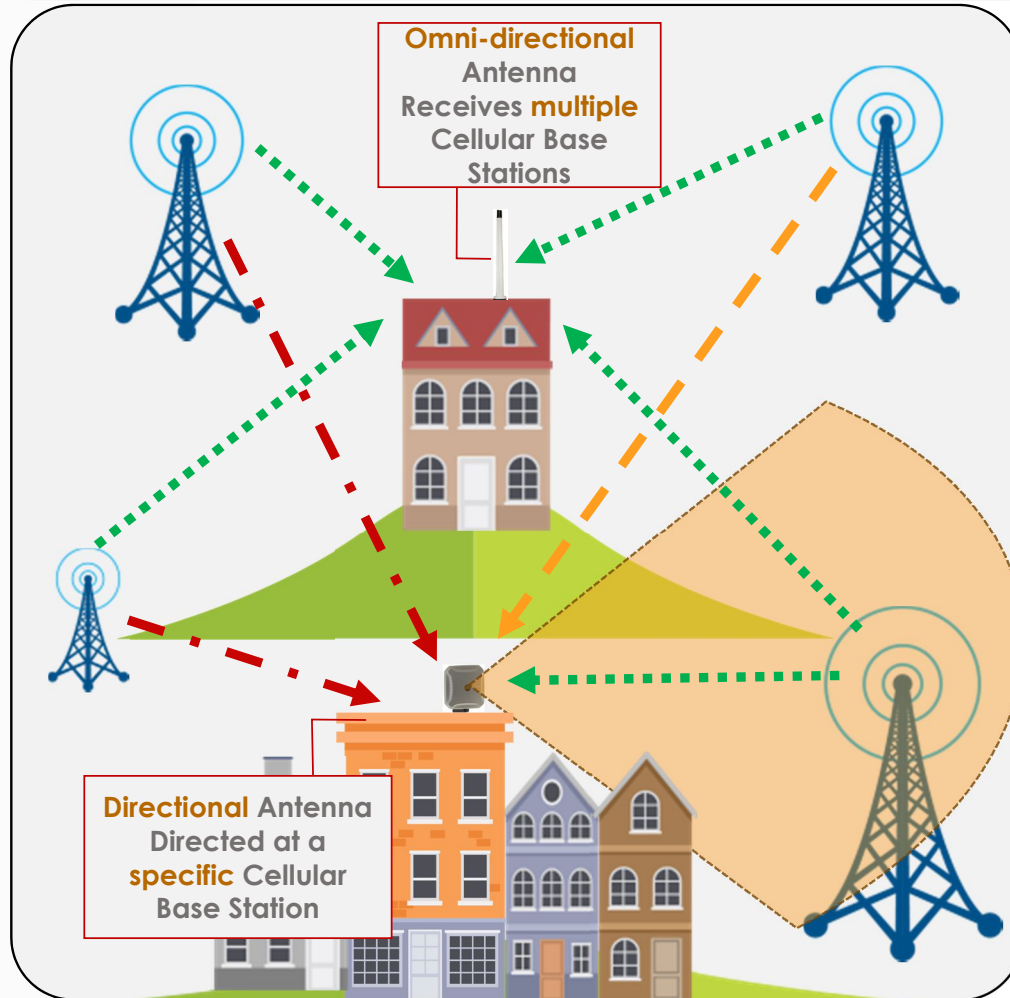 Omni-directional
Antenna
Receives multiple
Cellular Base
Stations
Directional Antenna
Directed at a
specific Cellular
Base Station